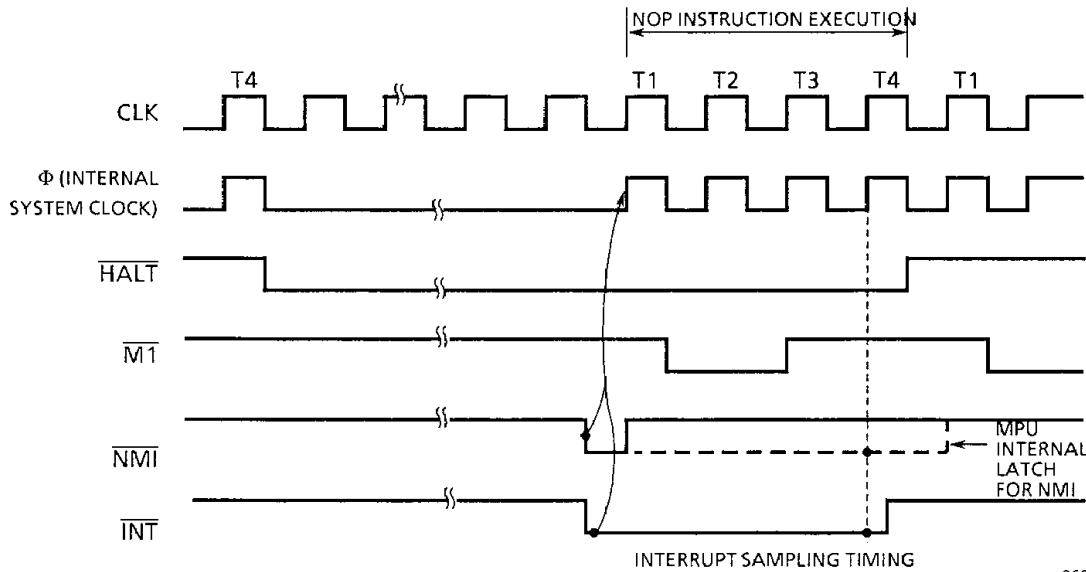 NOP INSTRUCTION EXECUTION
T4 T1 T2 T3 T4 T1
CLK
Φ (INTERNAL
SYSTEM CLOCK)
HALT
M1
NMI
MPU
INTERNAL
LATCH
FOR NMI
INT
INTERRUPT SAMPLING TIMING